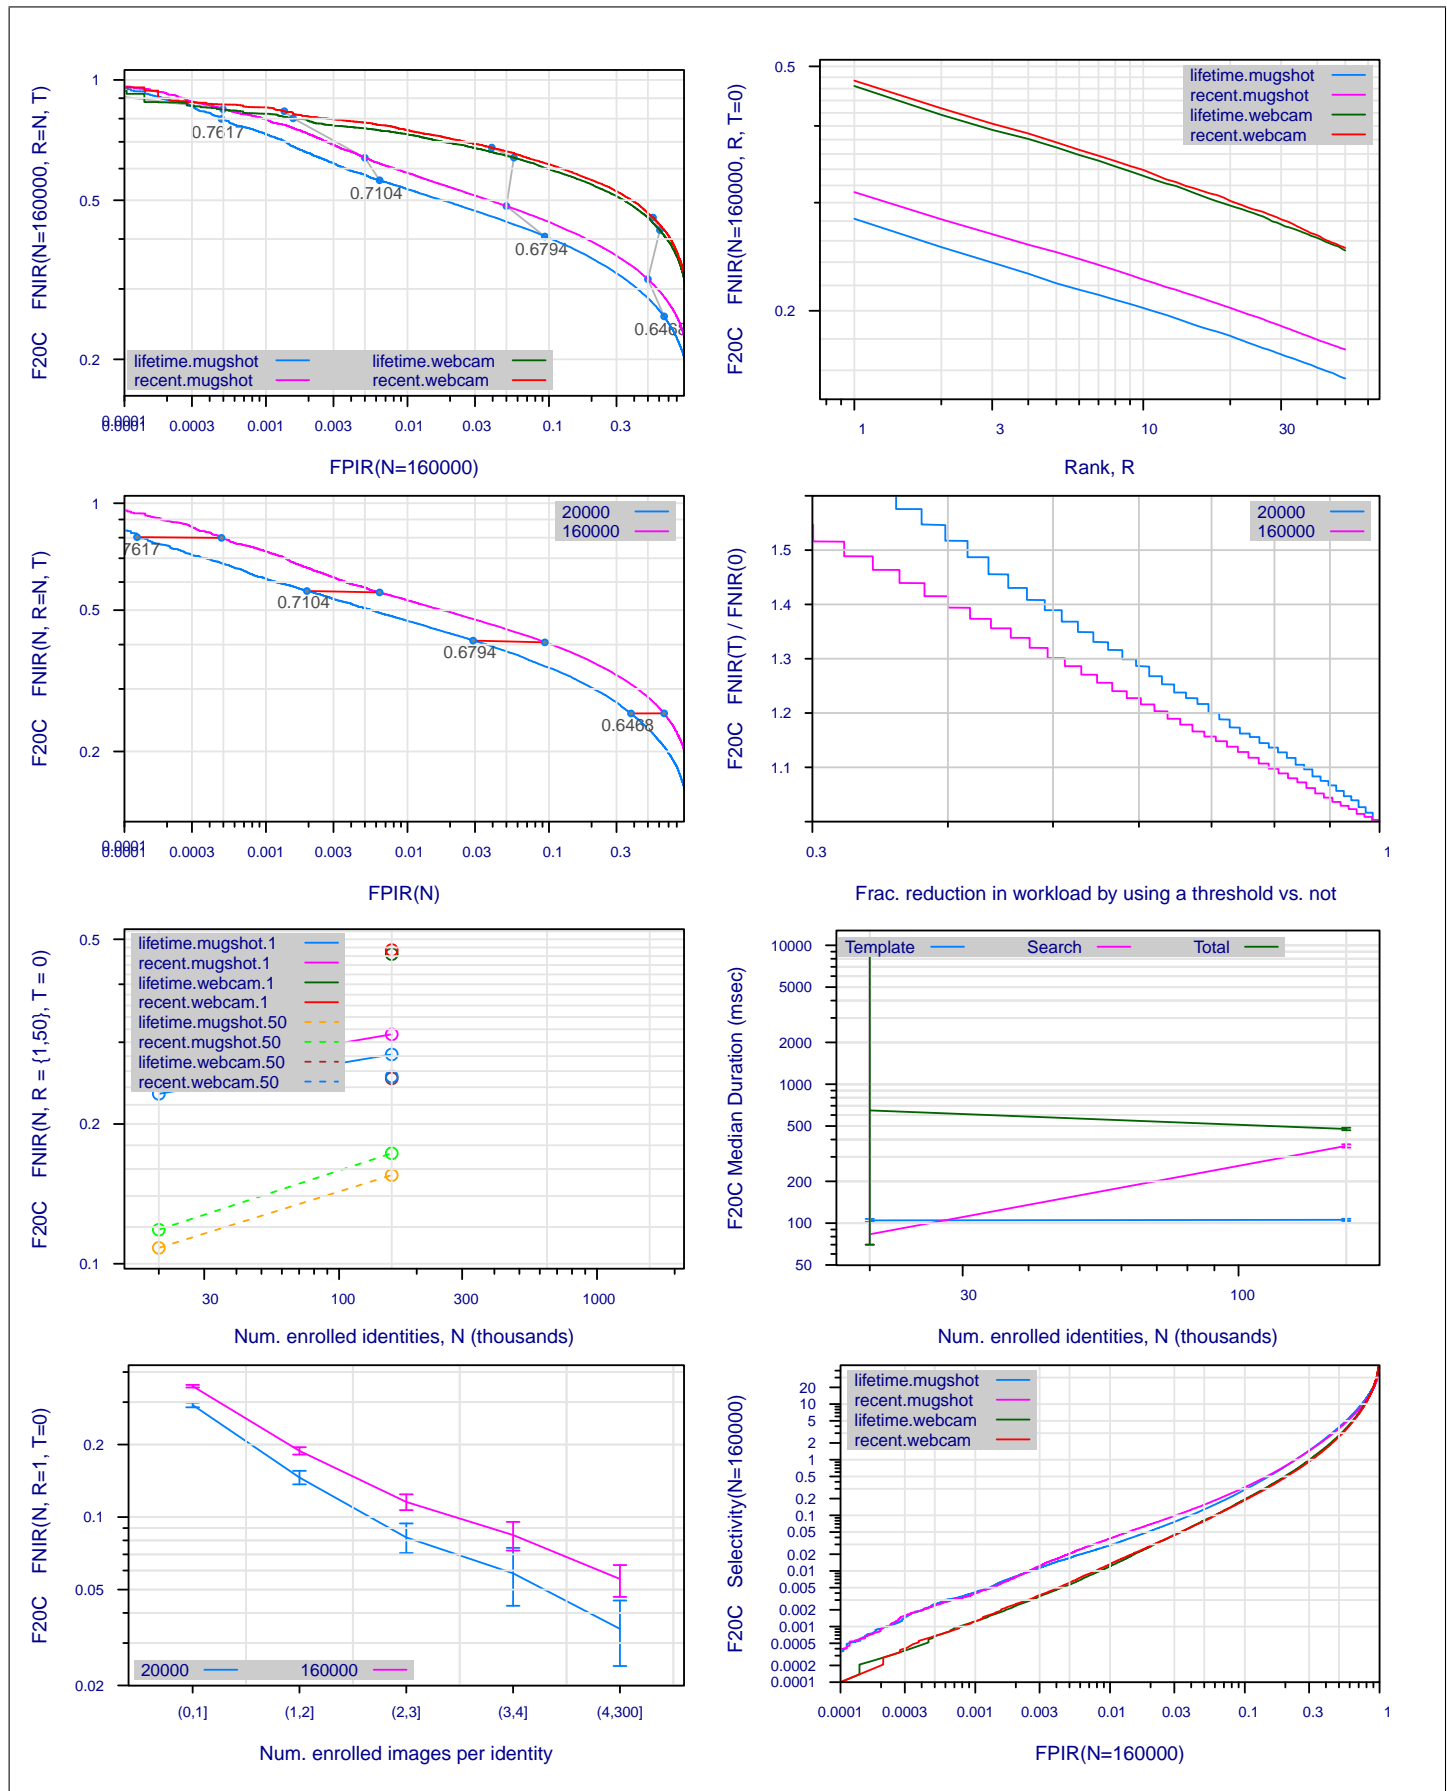 F20C FNIR(N=160000, R=N, T)
1
0.5
0.2
0.7617
0.7104
0.6794
lifetime.mugshot
recent.mugshot
lifetime.webcam
recent.webcam
0.0001 0.0003 0.001 0.003 0.01 0.03 0.1 0.3
FPIR(N=160000)
F20C FNIR(N=160000, R, T=0)
0.5
0.2
lifetime.mugshot
recent.mugshot
lifetime.webcam
recent.webcam
1 3 10 30
Rank, R
F20C FNIR(N, R=N, T)
1
0.5
0.2
20000
160000
7617
0.7104
0.6794
0.6468
0.0001 0.0003 0.001 0.003 0.01 0.03 0.1 0.3
FPIR(N)
F20C FNIR(T) / FNIR(0)
1.5
1.4
1.3
1.2
1.1
20000
160000
0.3 1
Frac. reduction in workload by using a threshold vs. not
F20C FNIR(N, R = {1,50}, T = 0)
0.5
0.2
0.1
lifetime.mugshot.1
recent.mugshot.1
lifetime.webcam.1
recent.webcam.1
lifetime.mugshot.50
recent.mugshot.50
lifetime.webcam.50
recent.webcam.50
30 100 300 1000
Num. enrolled identities, N (thousands)
F20C Median Duration (msec)
10000
5000
2000
1000
500
200
100
50
Template Search Total
30 100
Num. enrolled identities, N (thousands)
F20C FNIR(N, R=1, T=0)
0.2
0.1
0.05
0.02
20000 160000
(0,1] (1,2] (2,3] (3,4] (4,300]
Num. enrolled images per identity
F20C Selectivity(N=160000)
20
10
5
2
1
0.5
0.2
0.1
0.05
0.02
0.01
0.005
0.002
0.001
0.0005
0.0002
0.0001
lifetime.mugshot
recent.mugshot
lifetime.webcam
recent.webcam
0.0001 0.0003 0.001 0.003 0.01 0.03 0.1 0.3 1
FPIR(N=160000)